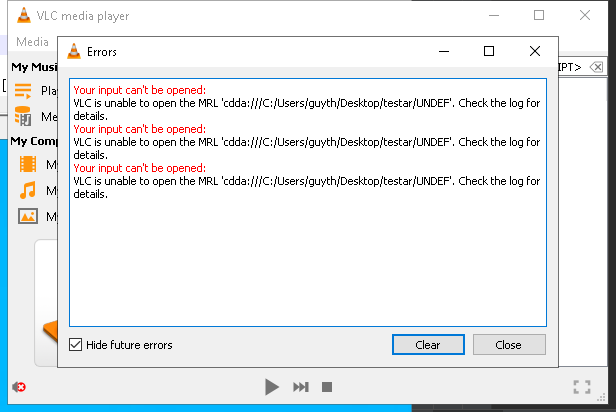 VLC media player
Media
Errors
My Musi
IPT>
Pla
Me
My Comp
My
My
My
Your input can't be opened:
VLC is unable to open the MRL 'cdda:///C:/Users/guyth/Desktop/testar/UNDEF'. Check the log for
details.
Your input can't be opened:
VLC is unable to open the MRL 'cdda:///C:/Users/guyth/Desktop/testar/UNDEF'. Check the log for
details.
Your input can't be opened:
VLC is unable to open the MRL 'cdda:///C:/Users/guyth/Desktop/testar/UNDEF'. Check the log for
details.
Hide future errors
Clear
Close